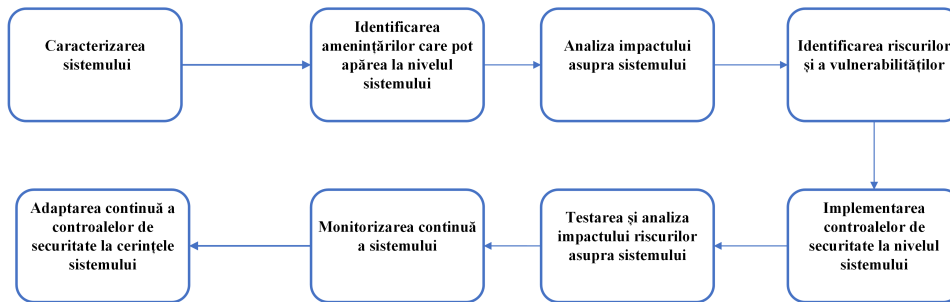 Caracterizarea
sistemului
Identificarea
amenințărilor care pot
apărea la nivelul
sistemului
Analiza impactului
asupra sistemului
Identificarea riscurilor
și a vulnerabilităților
Implementarea
controalelor de
securitate la nivelul
sistemului
Testarea și analiza
impactului riscurilor
asupra sistemului
Monitorizarea continuă
a sistemului
Adaptarea continuă a
controalelor de
securitate la cerințele
sistemului